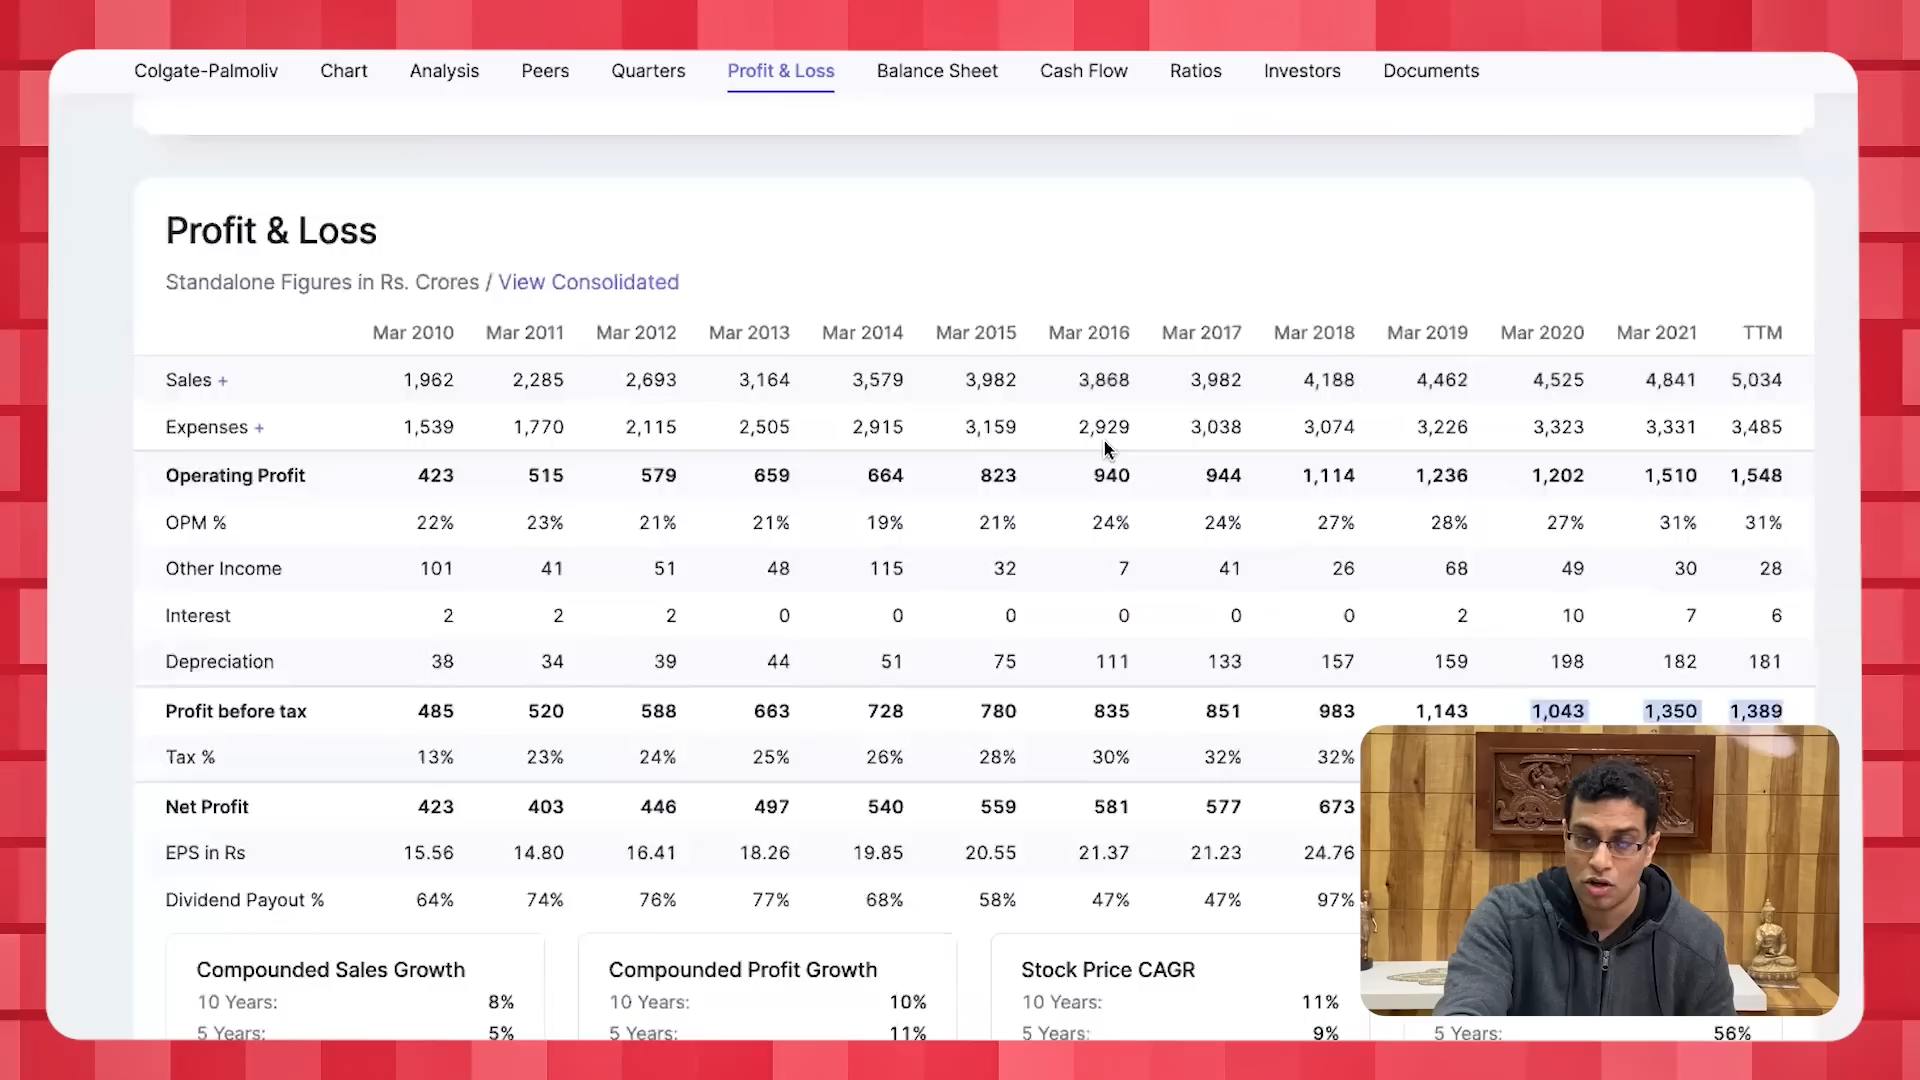 Colgate-Palmoliv Chart Analysis Peers Quarters Profit & Loss Balance Sheet Cash Flow Ratios Investors Documents
Profit & Loss
Standalone Figures in Rs. Crores / View Consolidated
Mar 2010 Mar 2011 Mar 2012 Mar 2013 Mar 2014 Mar 2015 Mar 2016 Mar 2017 Mar 2018 Mar 2019 Mar 2020 Mar 2021 TTM
Sales + 1,962 2,285 2,693 3,164 3,579 3,982 3,868 3,982 4,188 4,462 4,525 4,841 5,034
Expenses + 1,539 1,770 2,115 2,505 2,915 3,159 2,929 3,038 3,074 3,226 3,323 3,331 3,485
Operating Profit 423 515 579 659 664 823 940 944 1,114 1,236 1,202 1,510 1,548
OPM % 22% 23% 21% 21% 19% 21% 24% 24% 27% 28% 27% 31% 31%
Other Income 101 41 51 48 115 32 7 41 26 68 49 30 28
Interest 2 2 2 0 0 0 0 0 0 2 10 7 6
Depreciation 38 34 39 44 51 75 111 133 157 159 198 182 181
Profit before tax 485 520 588 663 728 780 835 851 983 1,143 1,043 1,350 1,389
Tax % 13% 23% 24% 25% 26% 28% 30% 32% 32%
Net Profit 423 403 446 497 540 559 581 577 673
EPS in Rs 15.56 14.80 16.41 18.26 19.85 20.55 21.37 21.23 24.76
Dividend Payout % 64% 74% 76% 77% 68% 58% 47% 47% 97%
Compounded Sales Growth Compounded Profit Growth Stock Price CAGR
10 Years: 8% 10 Years: 10% 10 Years: 11%
5 Years: 5% 5 Years: 11% 5 Years: 9% 5 Years: 56%